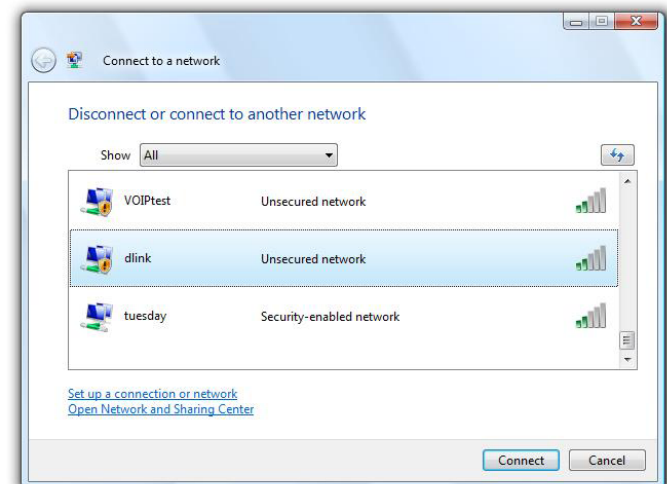 Connect to a network
Disconnect or connect to another network
Show All
VOIPtest Unsecured network
dlink Unsecured network
tuesday Security-enabled network
Set up a connection or network
Open Network and Sharing Center
Connect Cancel